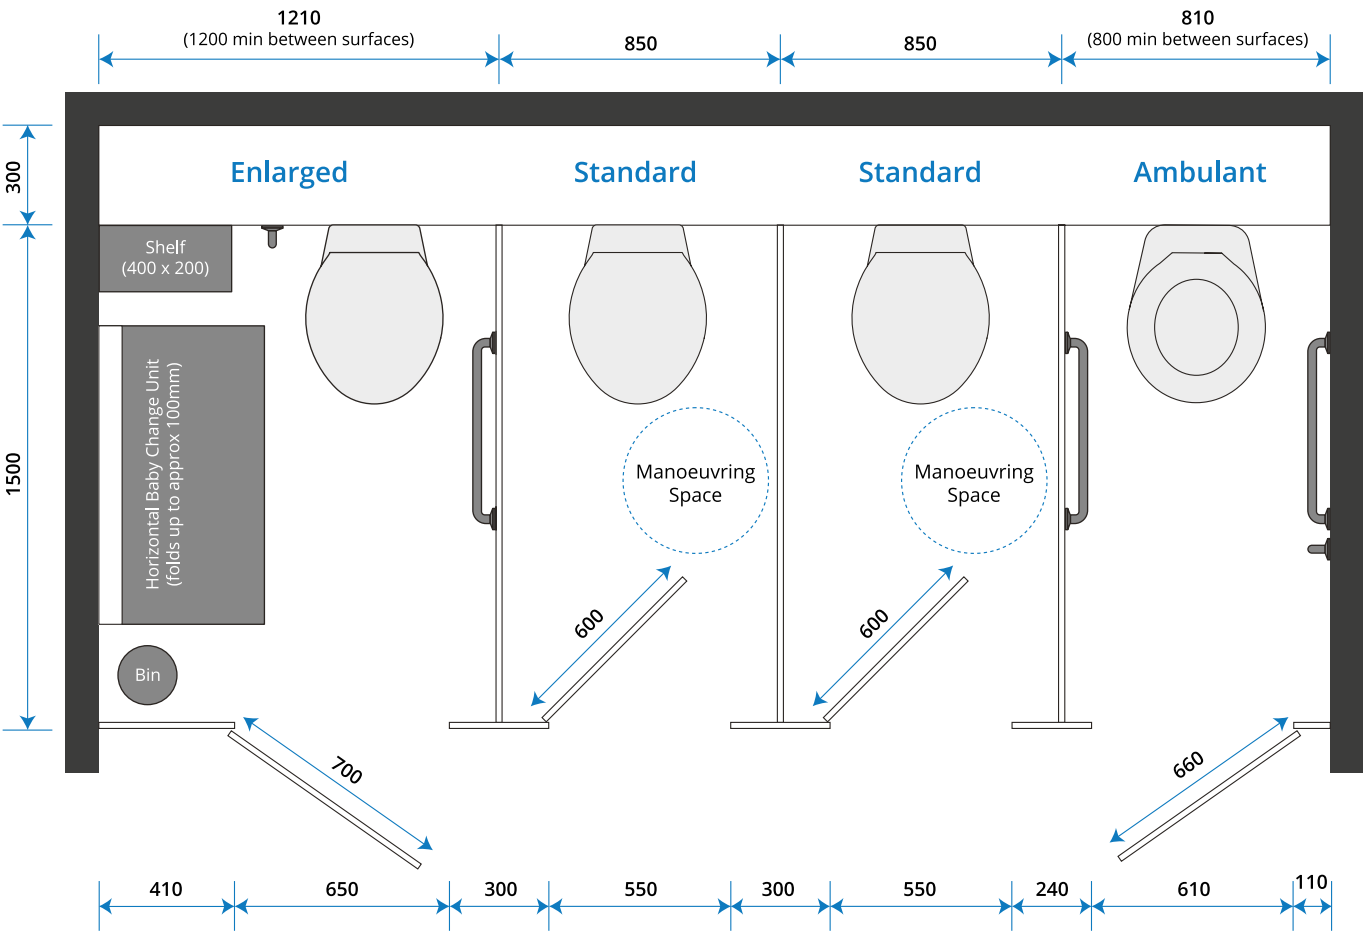 1210
(1200 min between surfaces)
850
850
810
(800 min between surfaces)
300
Enlarged
Standard
Standard
Ambulant
Shelf
(400 x 200)
1500
Horizontal Baby Change Unit
(folds up to approx 100mm)
Manoeuvring
Space
Manoeuvring
Space
600
600
Bin
700
660
410
650
300
550
300
550
240
610
110